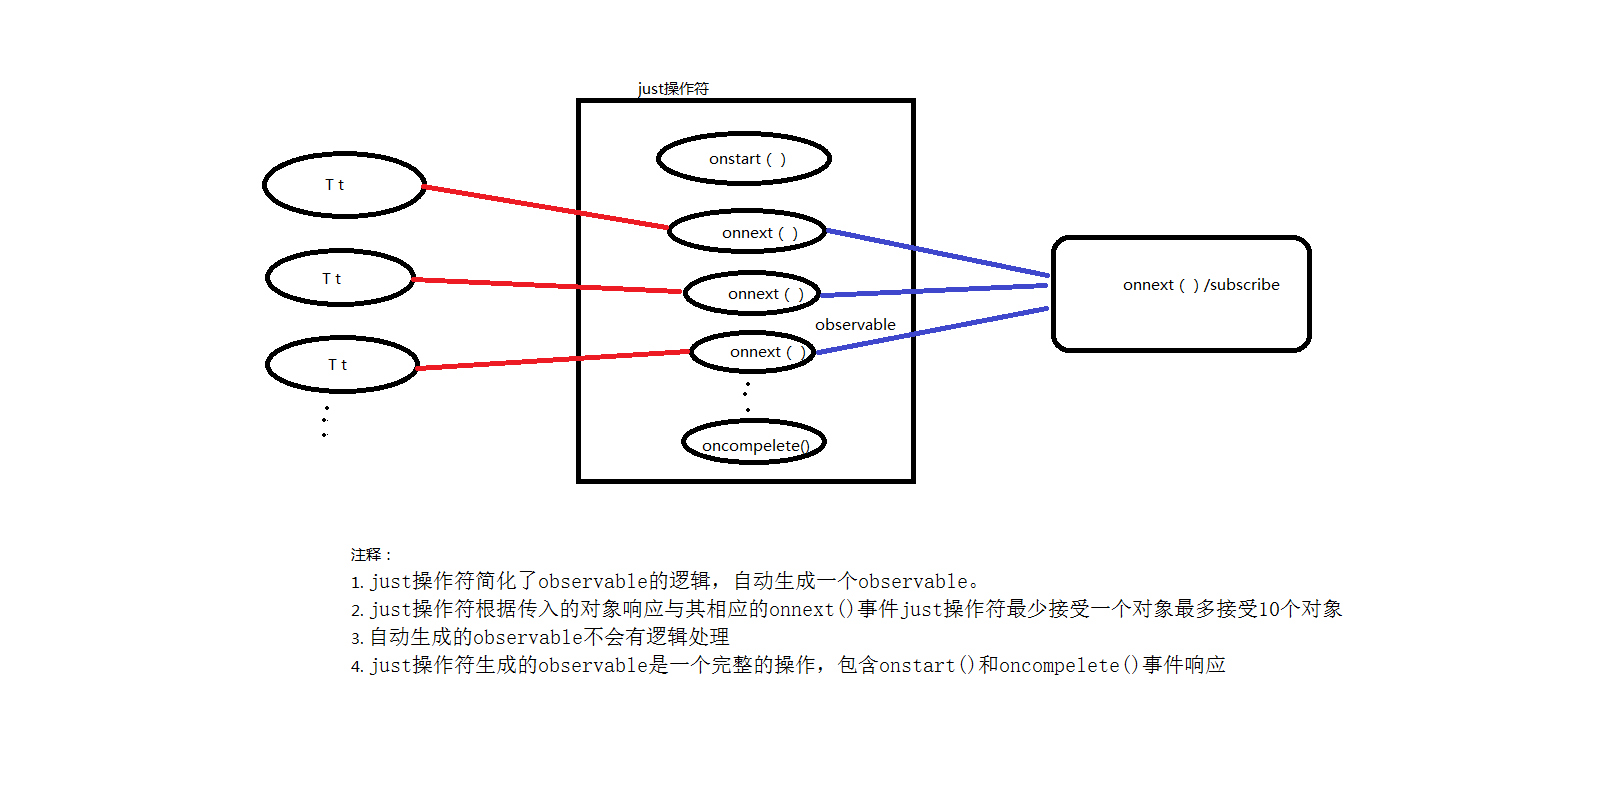 just操作符
onstart（ ）
T t
onnext（ ）
T t
onnext（ ）
onnext（ ）/subscribe
observable
T t
onnext（ ）
oncompelete()
注释：
1. just操作符简化了observable的逻辑，自动生成一个observable。
2. just操作符根据传入的对象响应与其相应的onnext()事件just操作符最少接受一个对象最多接受10个对象
3. 自动生成的observable不会有逻辑处理
4. just操作符生成的observable是一个完整的操作，包含onstart()和oncompelete()事件响应